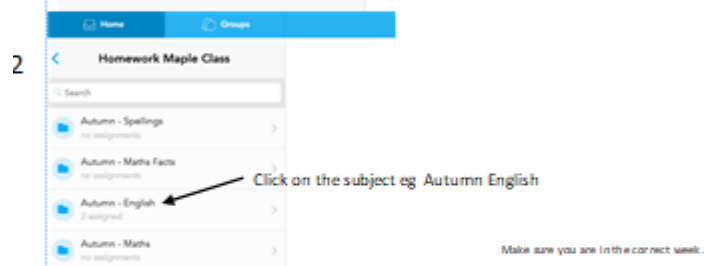 Home Groups
2
Homework Maple Class
Search
Autumn - Spellings
no assignments
Autumn - Maths Facts
no assignments
Click on the subject eg Autumn English
Autumn - English
2 assigned
Autumn - Maths
no assignments
Make sure you are in the correct week.